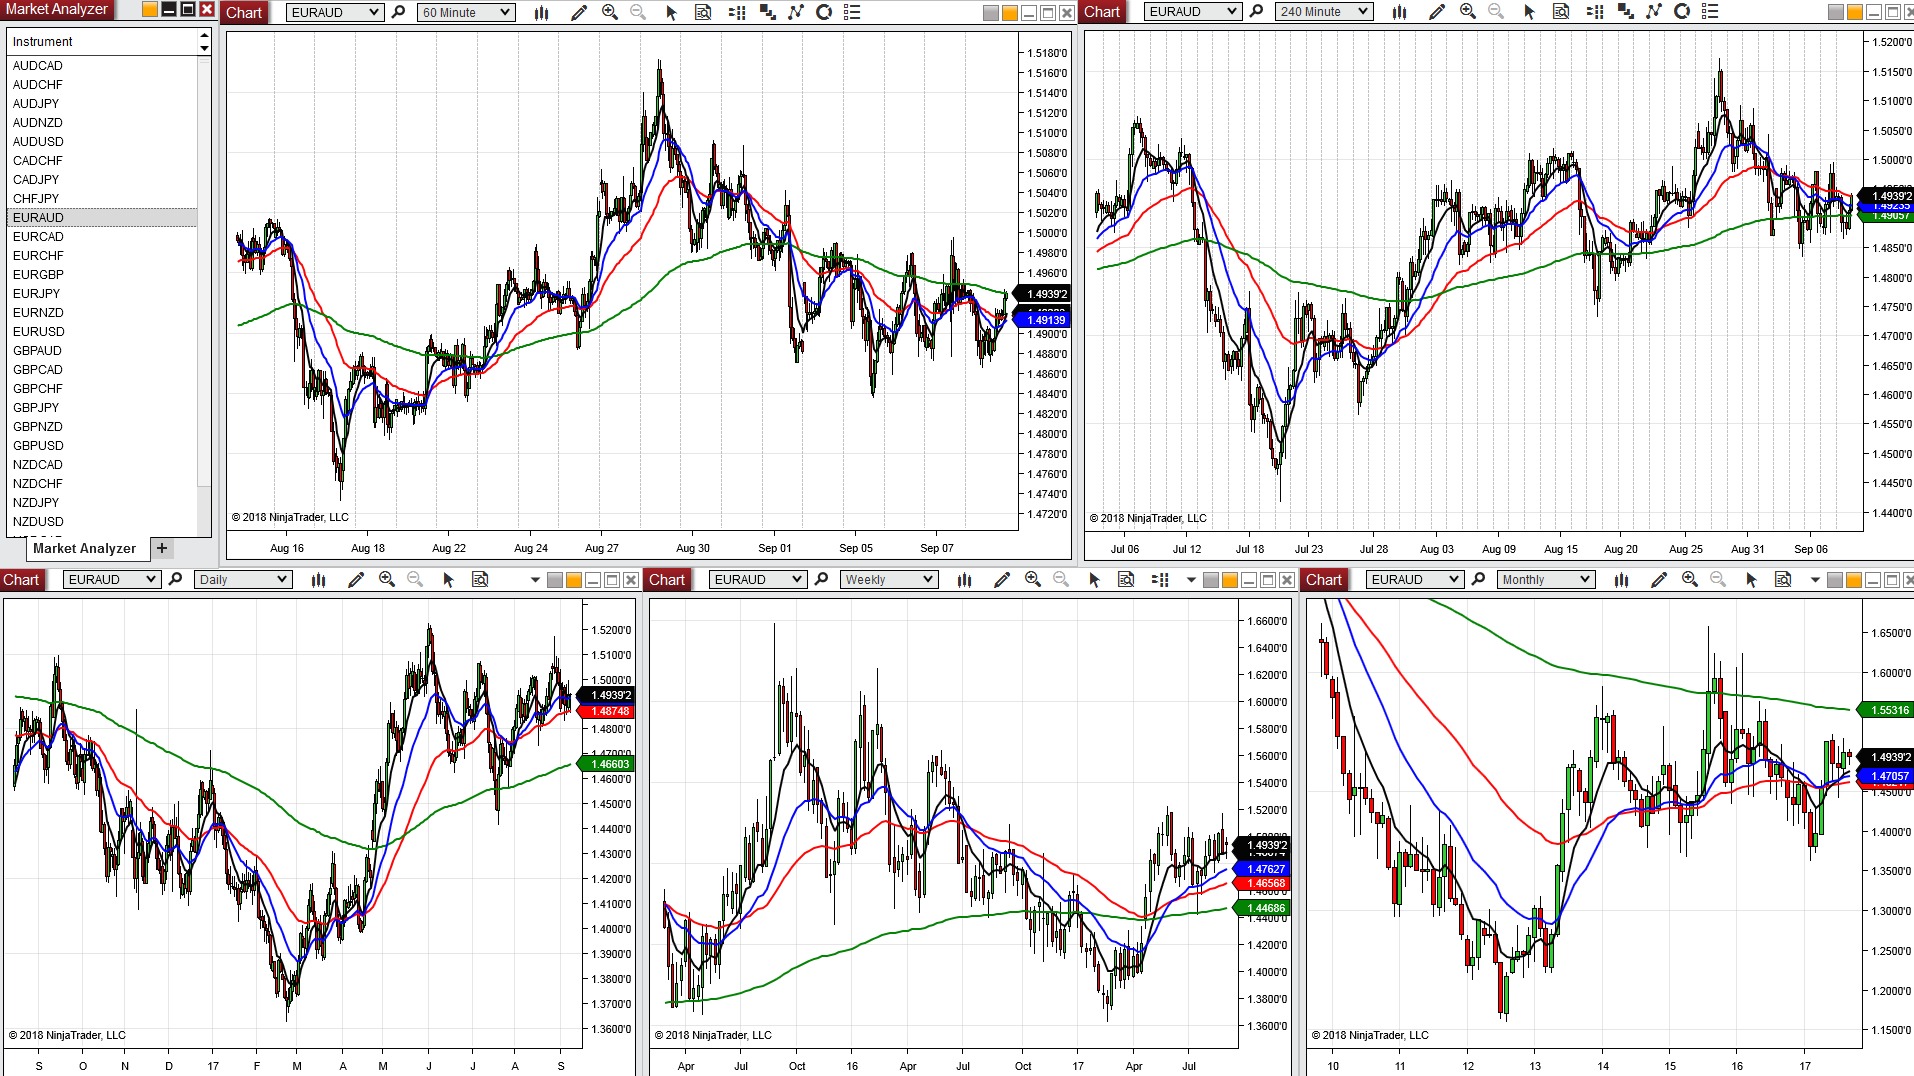 Market Analyzer
Instrument
AUDCAD
AUDCHF
AUDJPY
AUDNZD
AUDUSD
CADCHF
CADJPY
CHFJPY
EURAUD
EURCAD
EURCHF
EURGBP
EURJPY
EURNZD
EURUSD
GBPAUD
GBPCAD
GBPCHF
GBPJPY
GBPNZD
GBPUSD
NZDCAD
NZDCHF
NZDJPY
NZDUSD
Market Analyzer +
Chart EURAUD 60 Minute
1.5180'0
1.5160'0
1.5140'0
1.5120'0
1.5100'0
1.5080'0
1.5060'0
1.5040'0
1.5020'0
1.5000'0
1.4980'0
1.4960'0
1.4939'2
1.49139
1.4900'0
1.4880'0
1.4860'0
1.4840'0
1.4820'0
1.4800'0
1.4780'0
1.4760'0
1.4740'0
1.4720'0
© 2018 NinjaTrader, LLC
Aug 16 Aug 18 Aug 22 Aug 24 Aug 27 Aug 30 Sep 01 Sep 05 Sep 07
Chart EURAUD 240 Minute
1.5200'0
1.5150'0
1.5100'0
1.5050'0
1.5000'0
1.4939'2
1.49057
1.4850'0
1.4800'0
1.4750'0
1.4700'0
1.4650'0
1.4600'0
1.4550'0
1.4500'0
1.4450'0
1.4400'0
© 2018 NinjaTrader, LLC
Jul 06 Jul 12 Jul 18 Jul 23 Jul 28 Aug 03 Aug 09 Aug 15 Aug 20 Aug 25 Aug 31 Sep 06
Chart EURAUD Daily
1.5200'0
1.5100'0
1.5000'0
1.4939'2
1.48748
1.4800'0
1.4700'0
1.46603
1.4600'0
1.4500'0
1.4400'0
1.4300'0
1.4200'0
1.4100'0
1.4000'0
1.3900'0
1.3800'0
1.3700'0
1.3600'0
© 2018 NinjaTrader, LLC
S O N D 17 F M A M J J A S
Chart EURAUD Weekly
1.6600'0
1.6400'0
1.6200'0
1.6000'0
1.5800'0
1.5600'0
1.5400'0
1.5200'0
1.4939'2
1.47627
1.46568
1.44686
1.4400'0
1.4200'0
1.4000'0
1.3800'0
1.3600'0
© 2018 NinjaTrader, LLC
Apr Jul Oct 16 Apr Jul Oct 17 Apr Jul
Chart EURAUD Monthly
1.6500'0
1.6000'0
1.55316
1.4939'2
1.47057
1.4500'0
1.4000'0
1.3500'0
1.3000'0
1.2500'0
1.2000'0
1.1500'0
© 2018 NinjaTrader, LLC
10 11 12 13 14 15 16 17